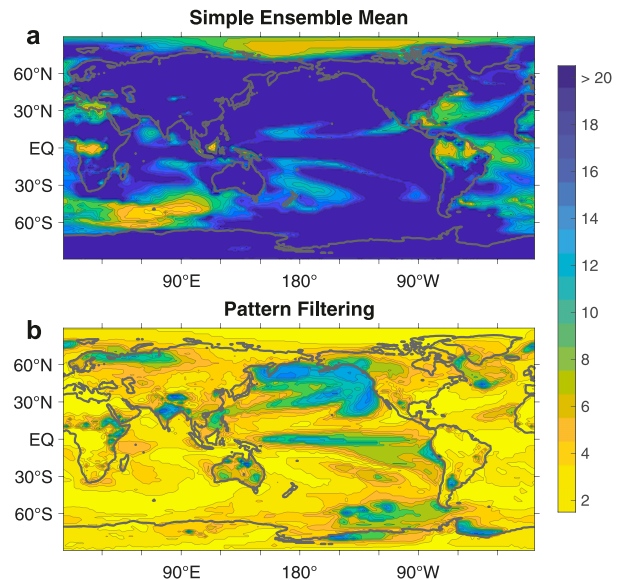 Simple Ensemble Mean
a
60°N
30°N
EQ
30°S
60°S
90°E 180° 90°W
Pattern Filtering
b
60°N
30°N
EQ
30°S
60°S
90°E 180° 90°W
> 20
18
16
14
12
10
8
6
4
2